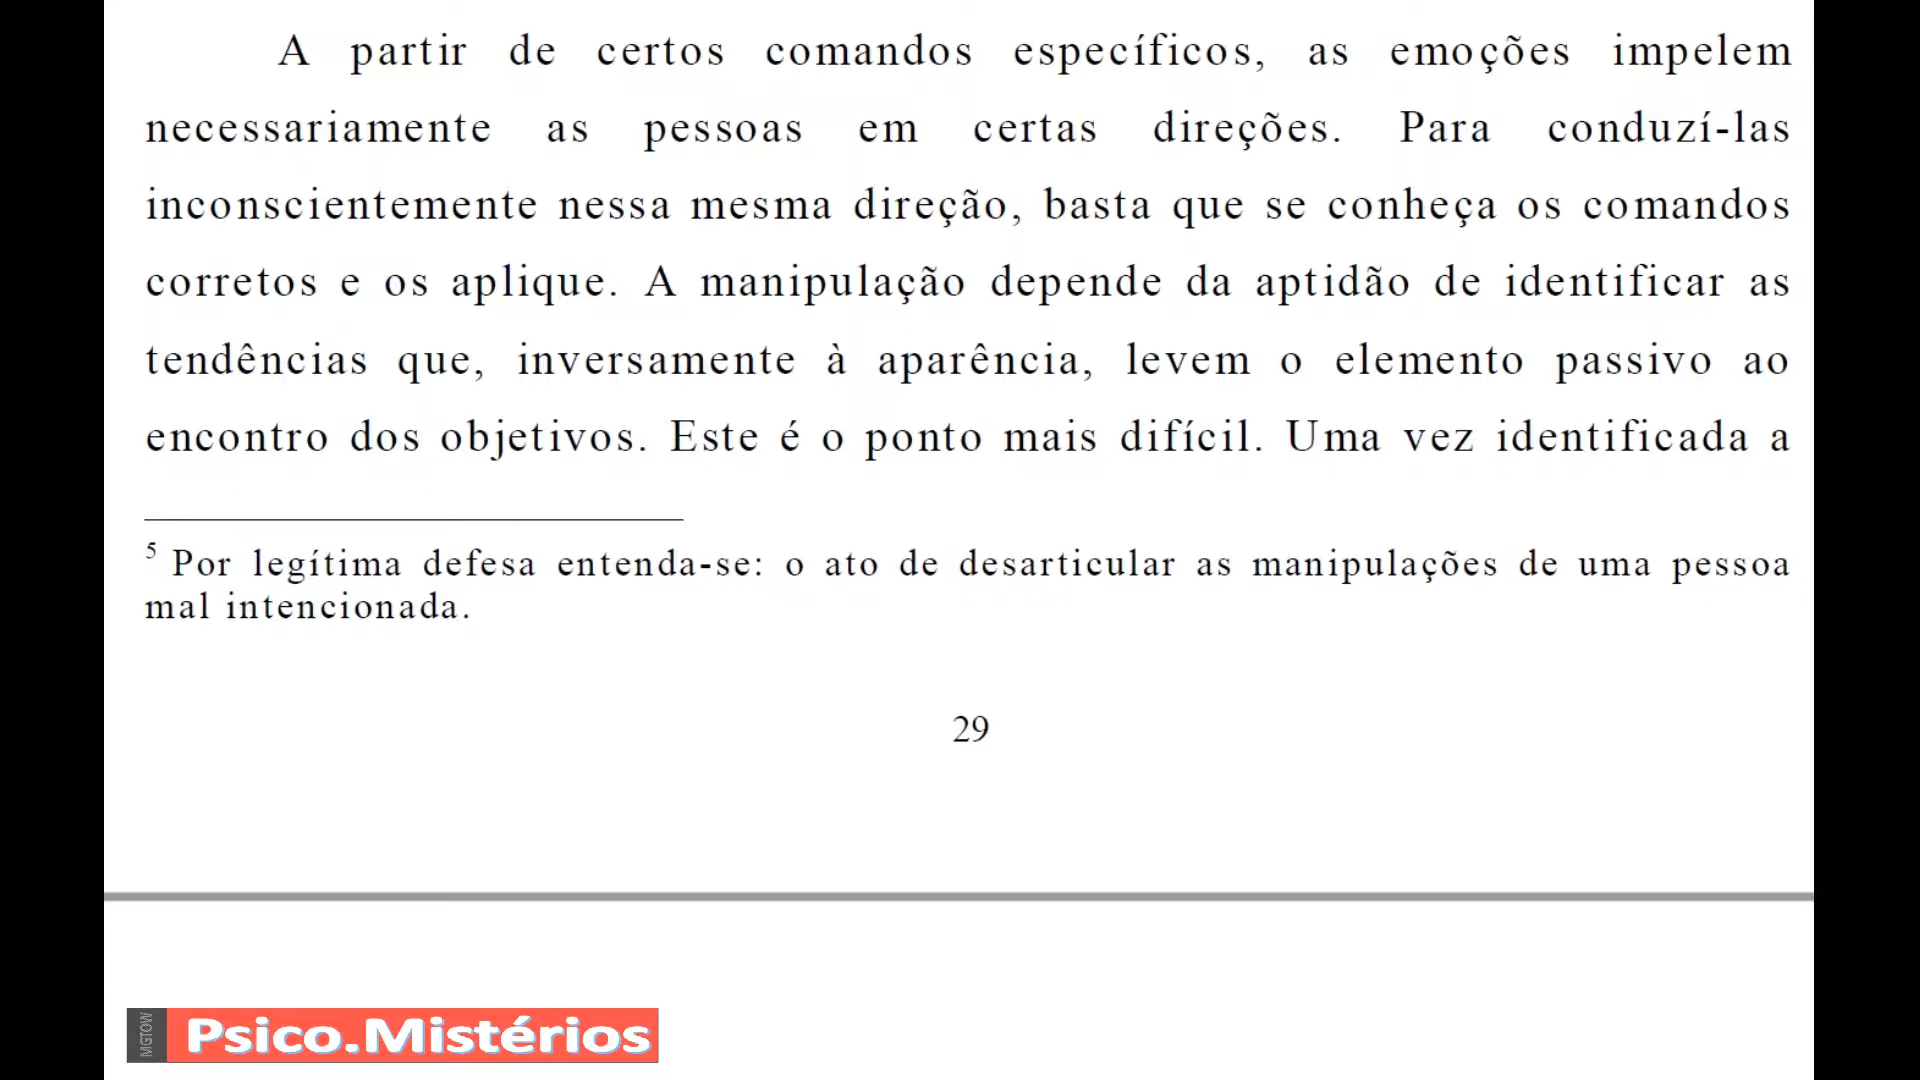 A partir de certos comandos específicos, as emoções impelem
necessariamente as pessoas em certas direções. Para conduzí-las
inconscientemente nessa mesma direção, basta que se conheça os comandos
corretos e os aplique. A manipulação depende da aptidão de identificar as
tendências que, inversamente à aparência, levem o elemento passivo ao
encontro dos objetivos. Este é o ponto mais difícil. Uma vez identificada a
5 Por legítima defesa entenda-se: o ato de desarticular as manipulações de uma pessoa
mal intencionada.
29
MGTOW
Psico.Mistérios